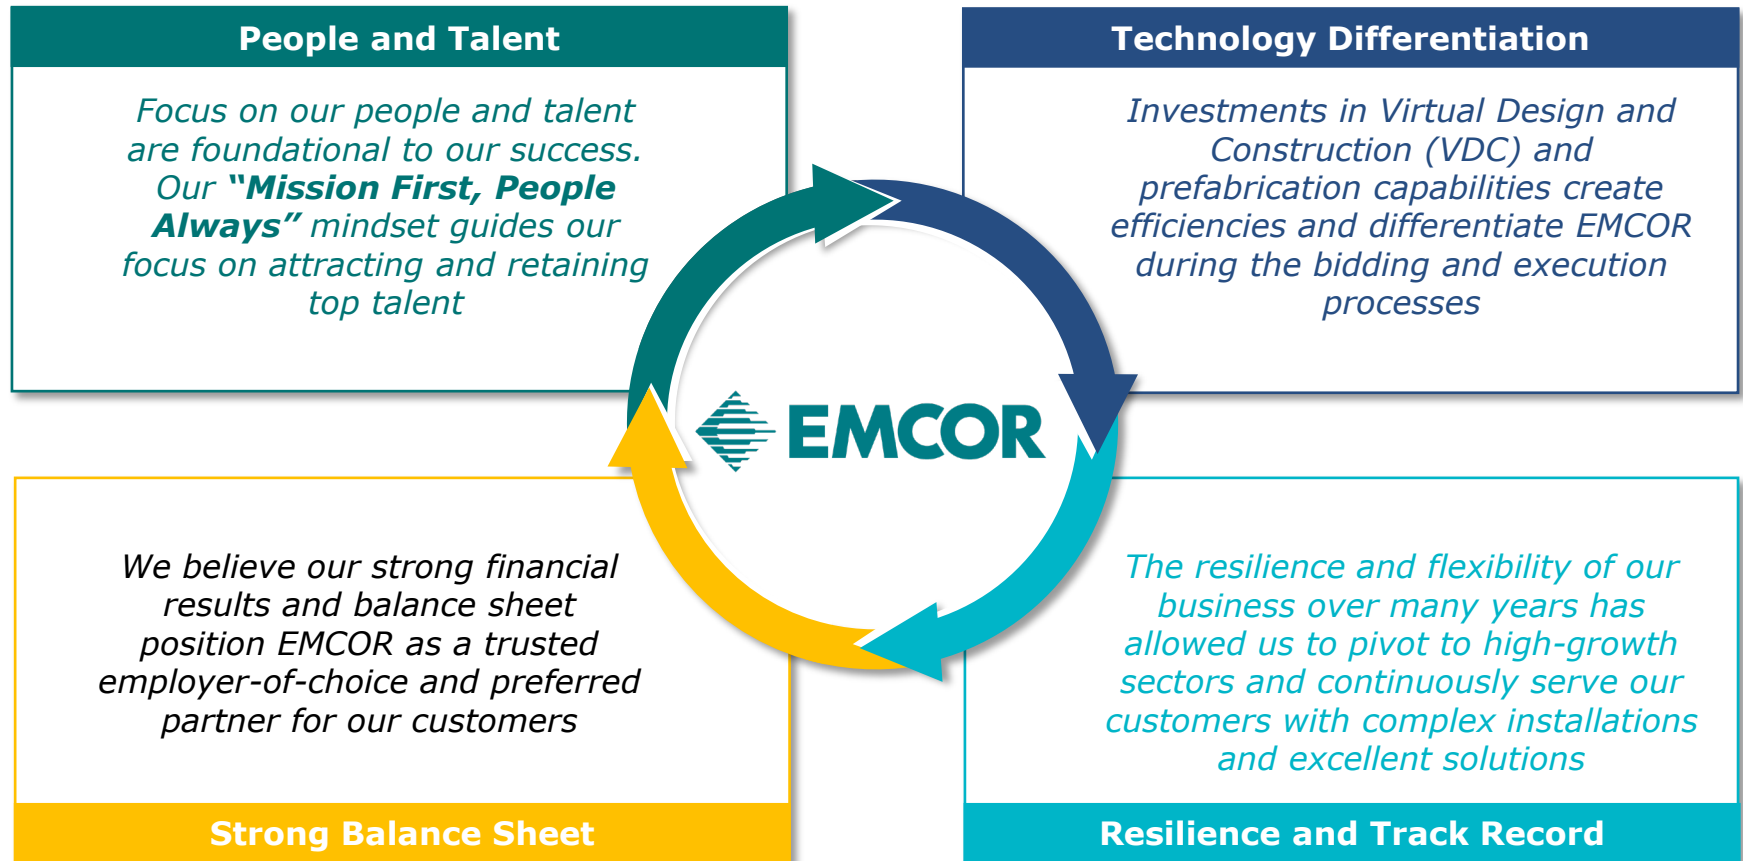 People and Talent
Focus on our people and talent
are foundational to our success.
Our “Mission First, People
Always” mindset guides our
focus on attracting and retaining
top talent
Technology Differentiation
Investments in Virtual Design and
Construction (VDC) and
prefabrication capabilities create
efficiencies and differentiate EMCOR
during the bidding and execution
processes
EMCOR
We believe our strong financial
results and balance sheet
position EMCOR as a trusted
employer-of-choice and preferred
partner for our customers
Strong Balance Sheet
The resilience and flexibility of our
business over many years has
allowed us to pivot to high-growth
sectors and continuously serve our
customers with complex installations
and excellent solutions
Resilience and Track Record